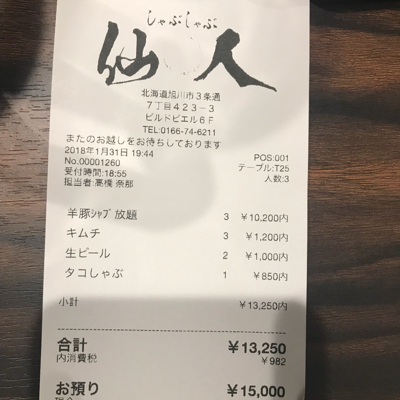 しゃぶしゃぶ
仙人
北海道旭川市3条通
7丁目423-3
ビルドビエル6F
TEL:0166-74-6211
またのお越しをお待ちしております
2018年1月31日 19:44 POS:001
No.00001260 テーブル:T25
受付時間:18:55 人数:3
担当者:高橋 奈那
羊豚ｼｬﾌﾞ放題 3 ¥10,200内
キムチ 3 ¥1,200内
生ビール 2 ¥1,000内
タコしゃぶ 1 ¥850内
小計 ¥13,250内
合計 ¥13,250
内消費税 ¥982
お預り ¥15,000